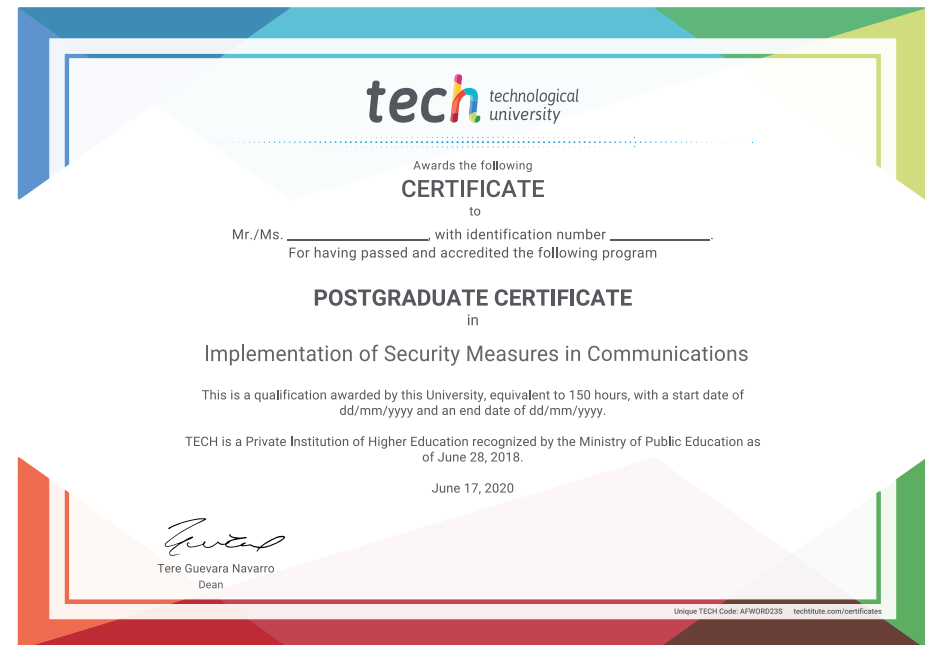 tech technological
university
Awards the following
CERTIFICATE
to
Mr./Ms. ____________________, with identification number ______________.
For having passed and accredited the following program
POSTGRADUATE CERTIFICATE
in
Implementation of Security Measures in Communications
This is a qualification awarded by this University, equivalent to 150 hours, with a start date of
dd/mm/yyyy and an end date of dd/mm/yyyy.
TECH is a Private Institution of Higher Education recognized by the Ministry of Public Education as
of June 28, 2018.
June 17, 2020
Tere Guevara Navarro
Dean
Unique TECH Code: AFWORD23S techtitute.com/certificates